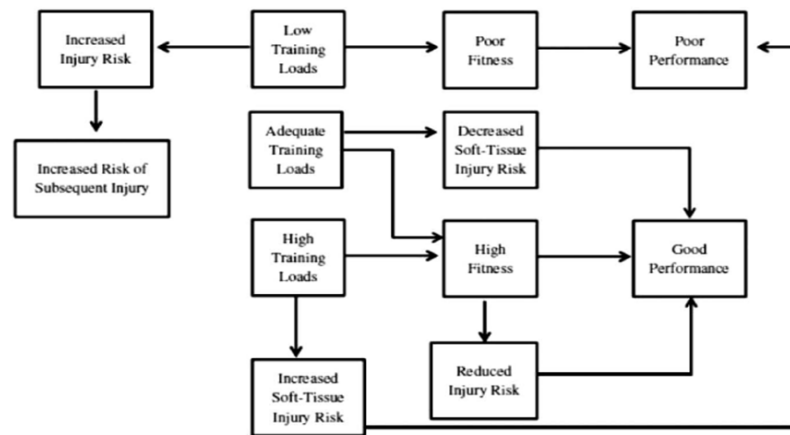 Increased
Injury Risk
Low
Training
Loads
Poor
Fitness
Poor
Performance
Increased Risk of
Subsequent Injury
Adequate
Training
Loads
Decreased
Soft-Tissue
Injury Risk
High
Training
Loads
High
Fitness
Good
Performance
Increased
Soft-Tissue
Injury Risk
Reduced
Injury Risk